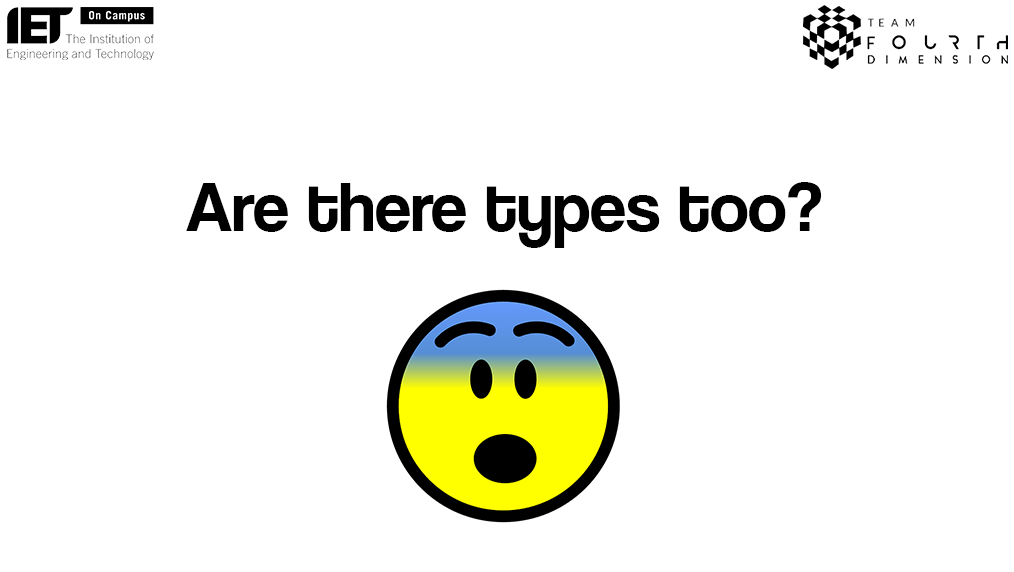 IET On Campus
The Institution of
Engineering and Technology
TEAM
FOURTH
DIMENSION
Are there types too?